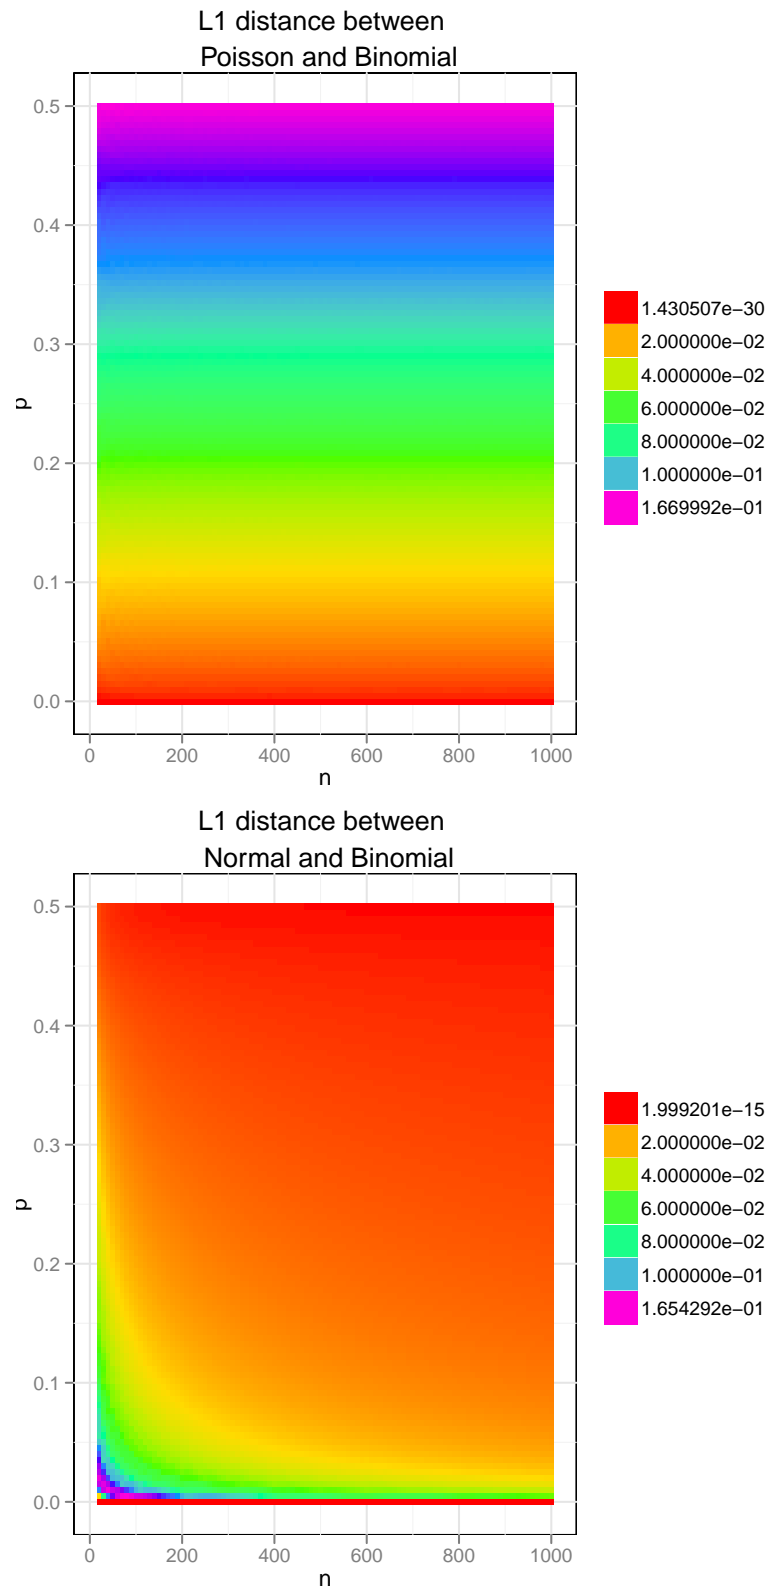 L1 distance between
Poisson and Binomial
0.5
0.4
0.3
0.2
0.1
0.0
p
0 200 400 600 800 1000
n
1.430507e−30
2.000000e−02
4.000000e−02
6.000000e−02
8.000000e−02
1.000000e−01
1.669992e−01
L1 distance between
Normal and Binomial
0.5
0.4
0.3
0.2
0.1
0.0
p
0 200 400 600 800 1000
n
1.999201e−15
2.000000e−02
4.000000e−02
6.000000e−02
8.000000e−02
1.000000e−01
1.654292e−01